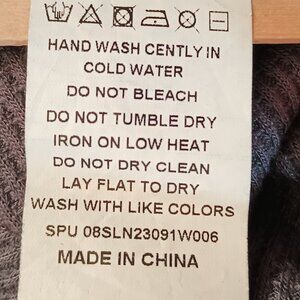 HAND WASH CENTLY IN
COLD WATER
DO NOT BLEACH
DO NOT TUMBLE DRY
IRON ON LOW HEAT
DO NOT DRY CLEAN
LAY FLAT TO DRY
WASH WITH LIKE COLORS
SPU 08SLN23091W006
MADE IN CHINA